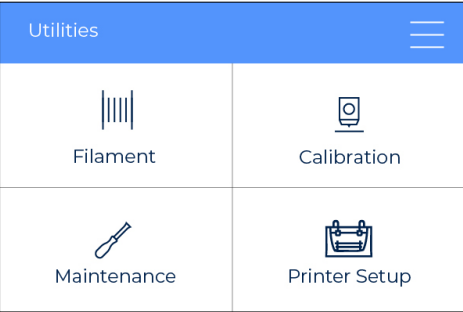 Utilities
Filament
Calibration
Maintenance
Printer Setup